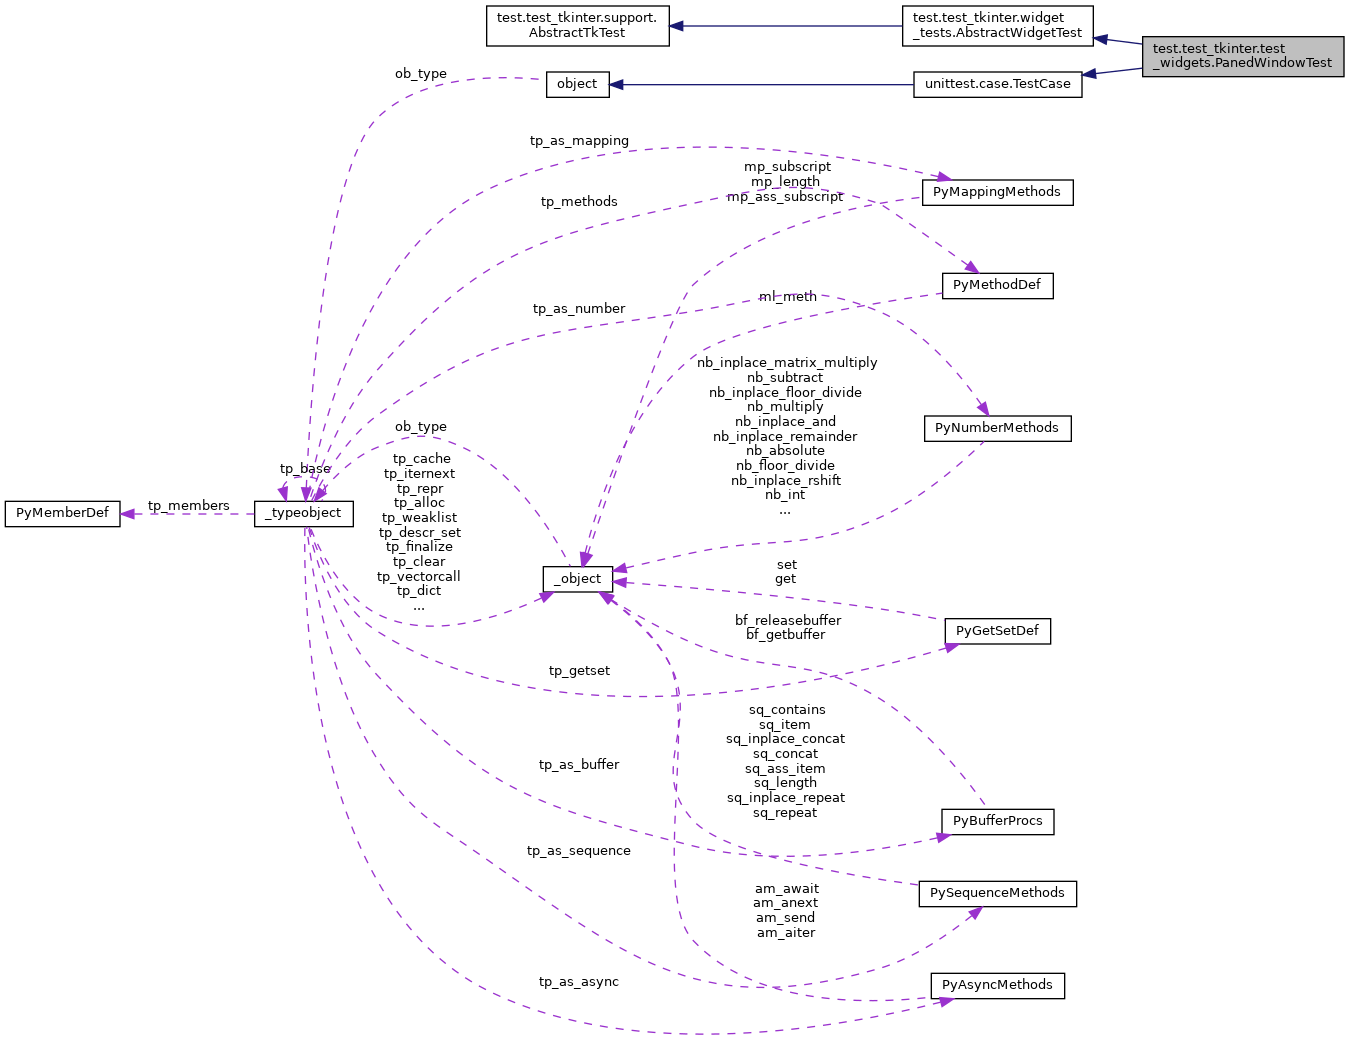 test.test_tkinter.support.
AbstractTkTest
test.test_tkinter.widget
_tests.AbstractWidgetTest
test.test_tkinter.test
_widgets.PanedWindowTest
ob_type
object
unittest.case.TestCase
tp_as_mapping
mp_subscript
mp_length
mp_ass_subscript
PyMappingMethods
tp_methods
PyMethodDef
ml_meth
tp_as_number
nb_inplace_matrix_multiply
nb_subtract
nb_inplace_floor_divide
nb_multiply
nb_inplace_and
nb_inplace_remainder
nb_absolute
nb_floor_divide
nb_inplace_rshift
nb_int
...
PyNumberMethods
ob_type
tp_base
tp_cache
tp_iternext
tp_repr
tp_alloc
tp_weaklist
tp_descr_set
tp_finalize
tp_clear
tp_vectorcall
tp_dict
...
PyMemberDef
tp_members
_typeobject
_object
set
get
PyGetSetDef
bf_releasebuffer
bf_getbuffer
tp_getset
sq_contains
sq_item
sq_inplace_concat
sq_concat
sq_ass_item
sq_length
sq_inplace_repeat
sq_repeat
tp_as_buffer
PyBufferProcs
tp_as_sequence
PySequenceMethods
am_await
am_anext
am_send
am_aiter
tp_as_async
PyAsyncMethods